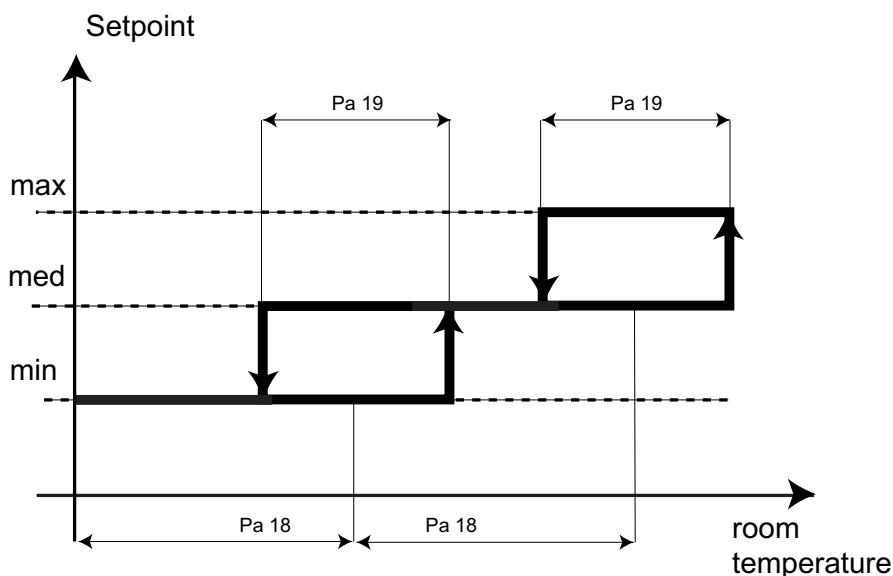 Setpoint
Pa 19
Pa 19
max
med
min
Pa 18
Pa 18
room
temperature